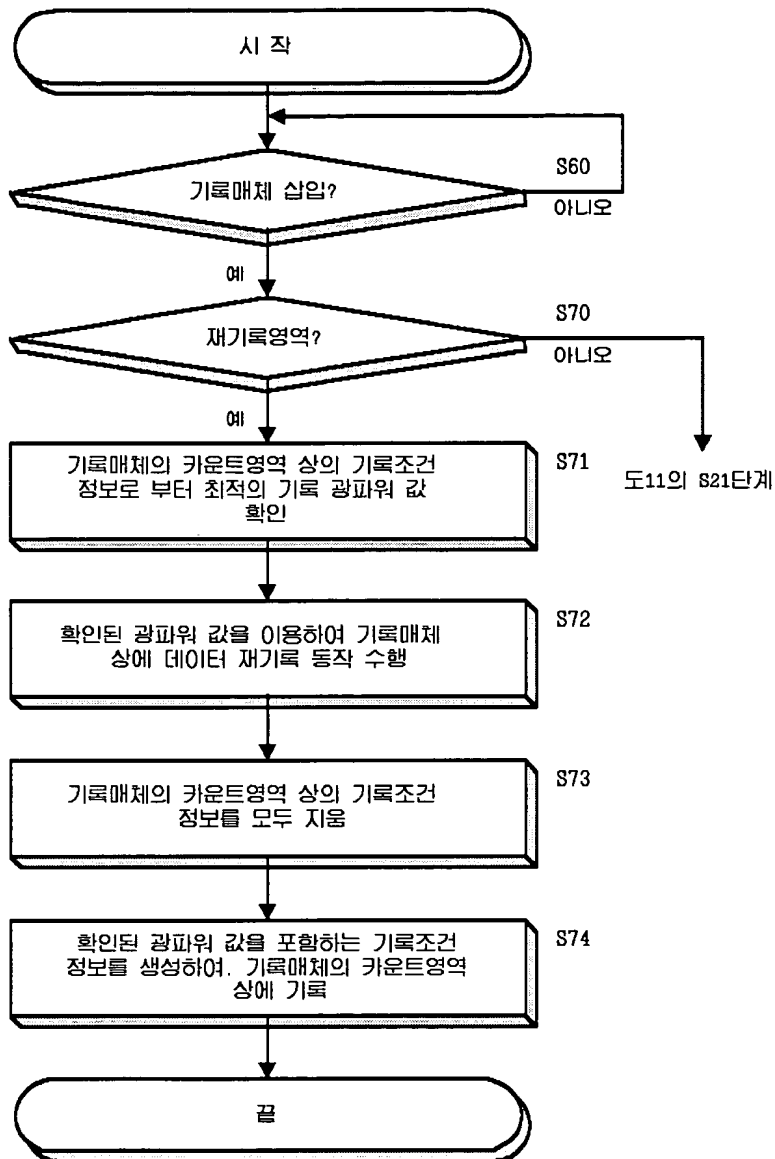 시 작
기록매체 삽입?
S60
아니오
예
재기록영역?
S70
아니오
예
도11의 S21단계
기록매체의 카운트영역 상의 기록조건
정보로 부터 최적의 기록 광파워 값
확인
S71
확인된 광파워 값을 이용하여 기록매체
상에 데이터 재기록 동작 수행
S72
기록매체의 카운트영역 상의 기록조건
정보를 모두 지움
S73
확인된 광파워 값을 포함하는 기록조건
정보를 생성하여. 기록매체의 카운트영역
상에 기록
S74
끝